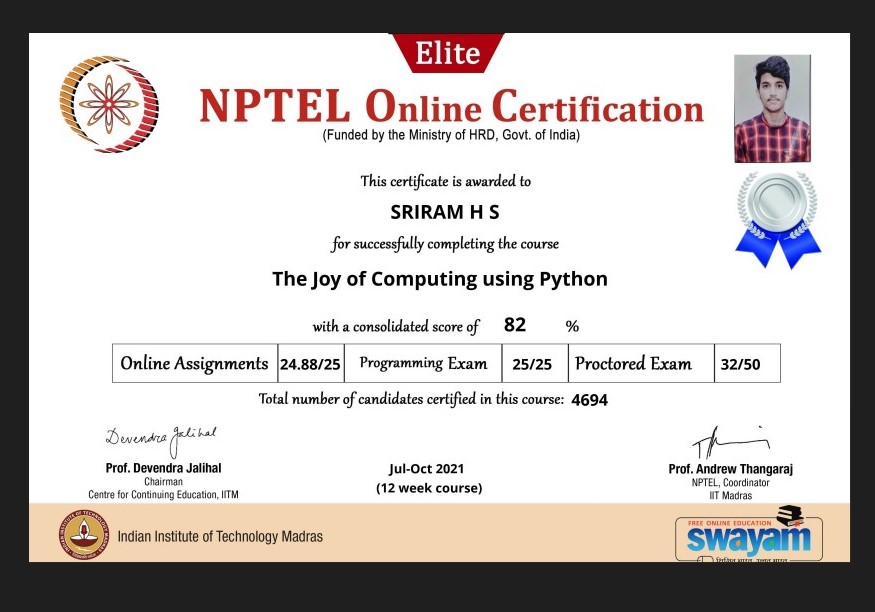 Elite
NPTEL Online Certification
(Funded by the Ministry of HRD, Govt. of India)
This certificate is awarded to
SRIRAM H S
for successfully completing the course
The Joy of Computing using Python
with a consolidated score of 82 %
Online Assignments 24.88/25 Programming Exam 25/25 Proctored Exam 32/50
Total number of candidates certified in this course: 4694
Devendra Jalihal
Prof. Devendra Jalihal
Chairman
Centre for Continuing Education, IITM
Jul-Oct 2021
(12 week course)
Prof. Andrew Thangaraj
NPTEL, Coordinator
IIT Madras
Indian Institute of Technology Madras
FREE ONLINE EDUCATION
swayam